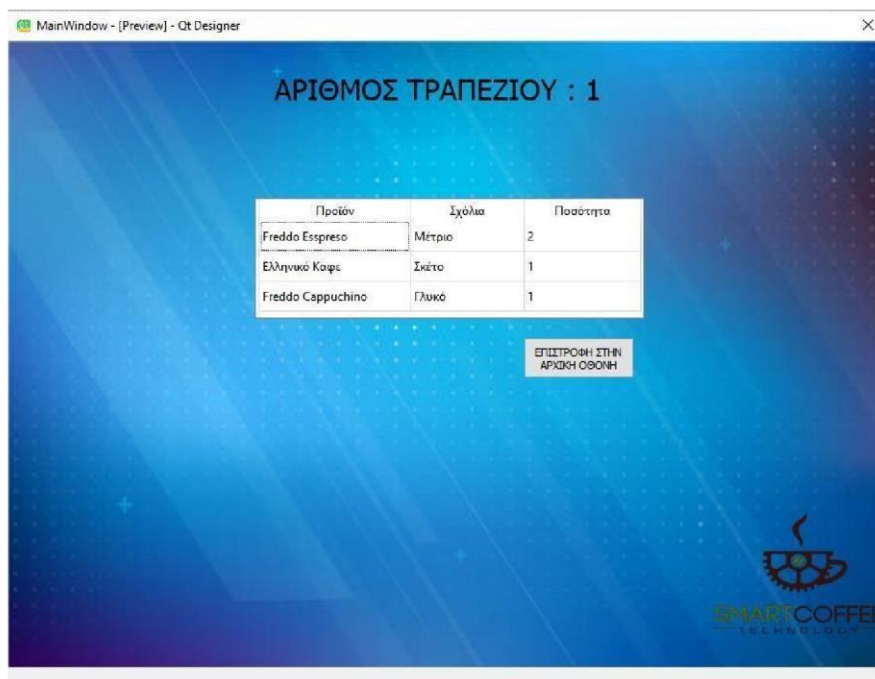 MainWindow - [Preview] - Qt Designer
ΑΡΙΘΜΟΣ ΤΡΑΠΕΖΙΟΥ : 1
Προϊόν Σχόλια Ποσότητα
Freddo Esspreso Μέτριο 2
Ελληνικό Καφε Σκέτο 1
Freddo Cappuchino Γλυκό 1
ΕΠΙΣΤΡΟΦΗ ΣΤΗΝ
ΑΡΧΙΚΗ ΟΘΟΝΗ
SMARTCOFFEE
TECHNOLOGY